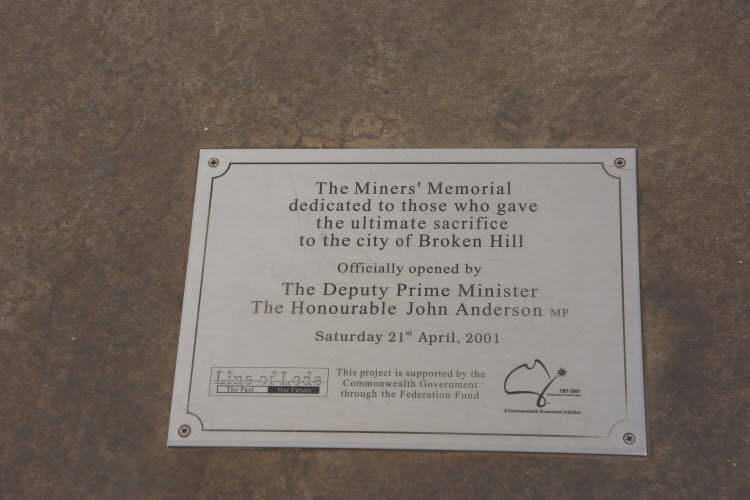 The Miners' Memorial
dedicated to those who gave
the ultimate sacrifice
to the city of Broken Hill
Officially opened by
The Deputy Prime Minister
The Honourable John Anderson MP
Saturday 21st April, 2001
Line of Lode
The Past Our Future
This project is supported by the
Commonwealth Government
through the Federation Fund
1901-2001
A Federation Fund Project
A Commonwealth Government Initiative